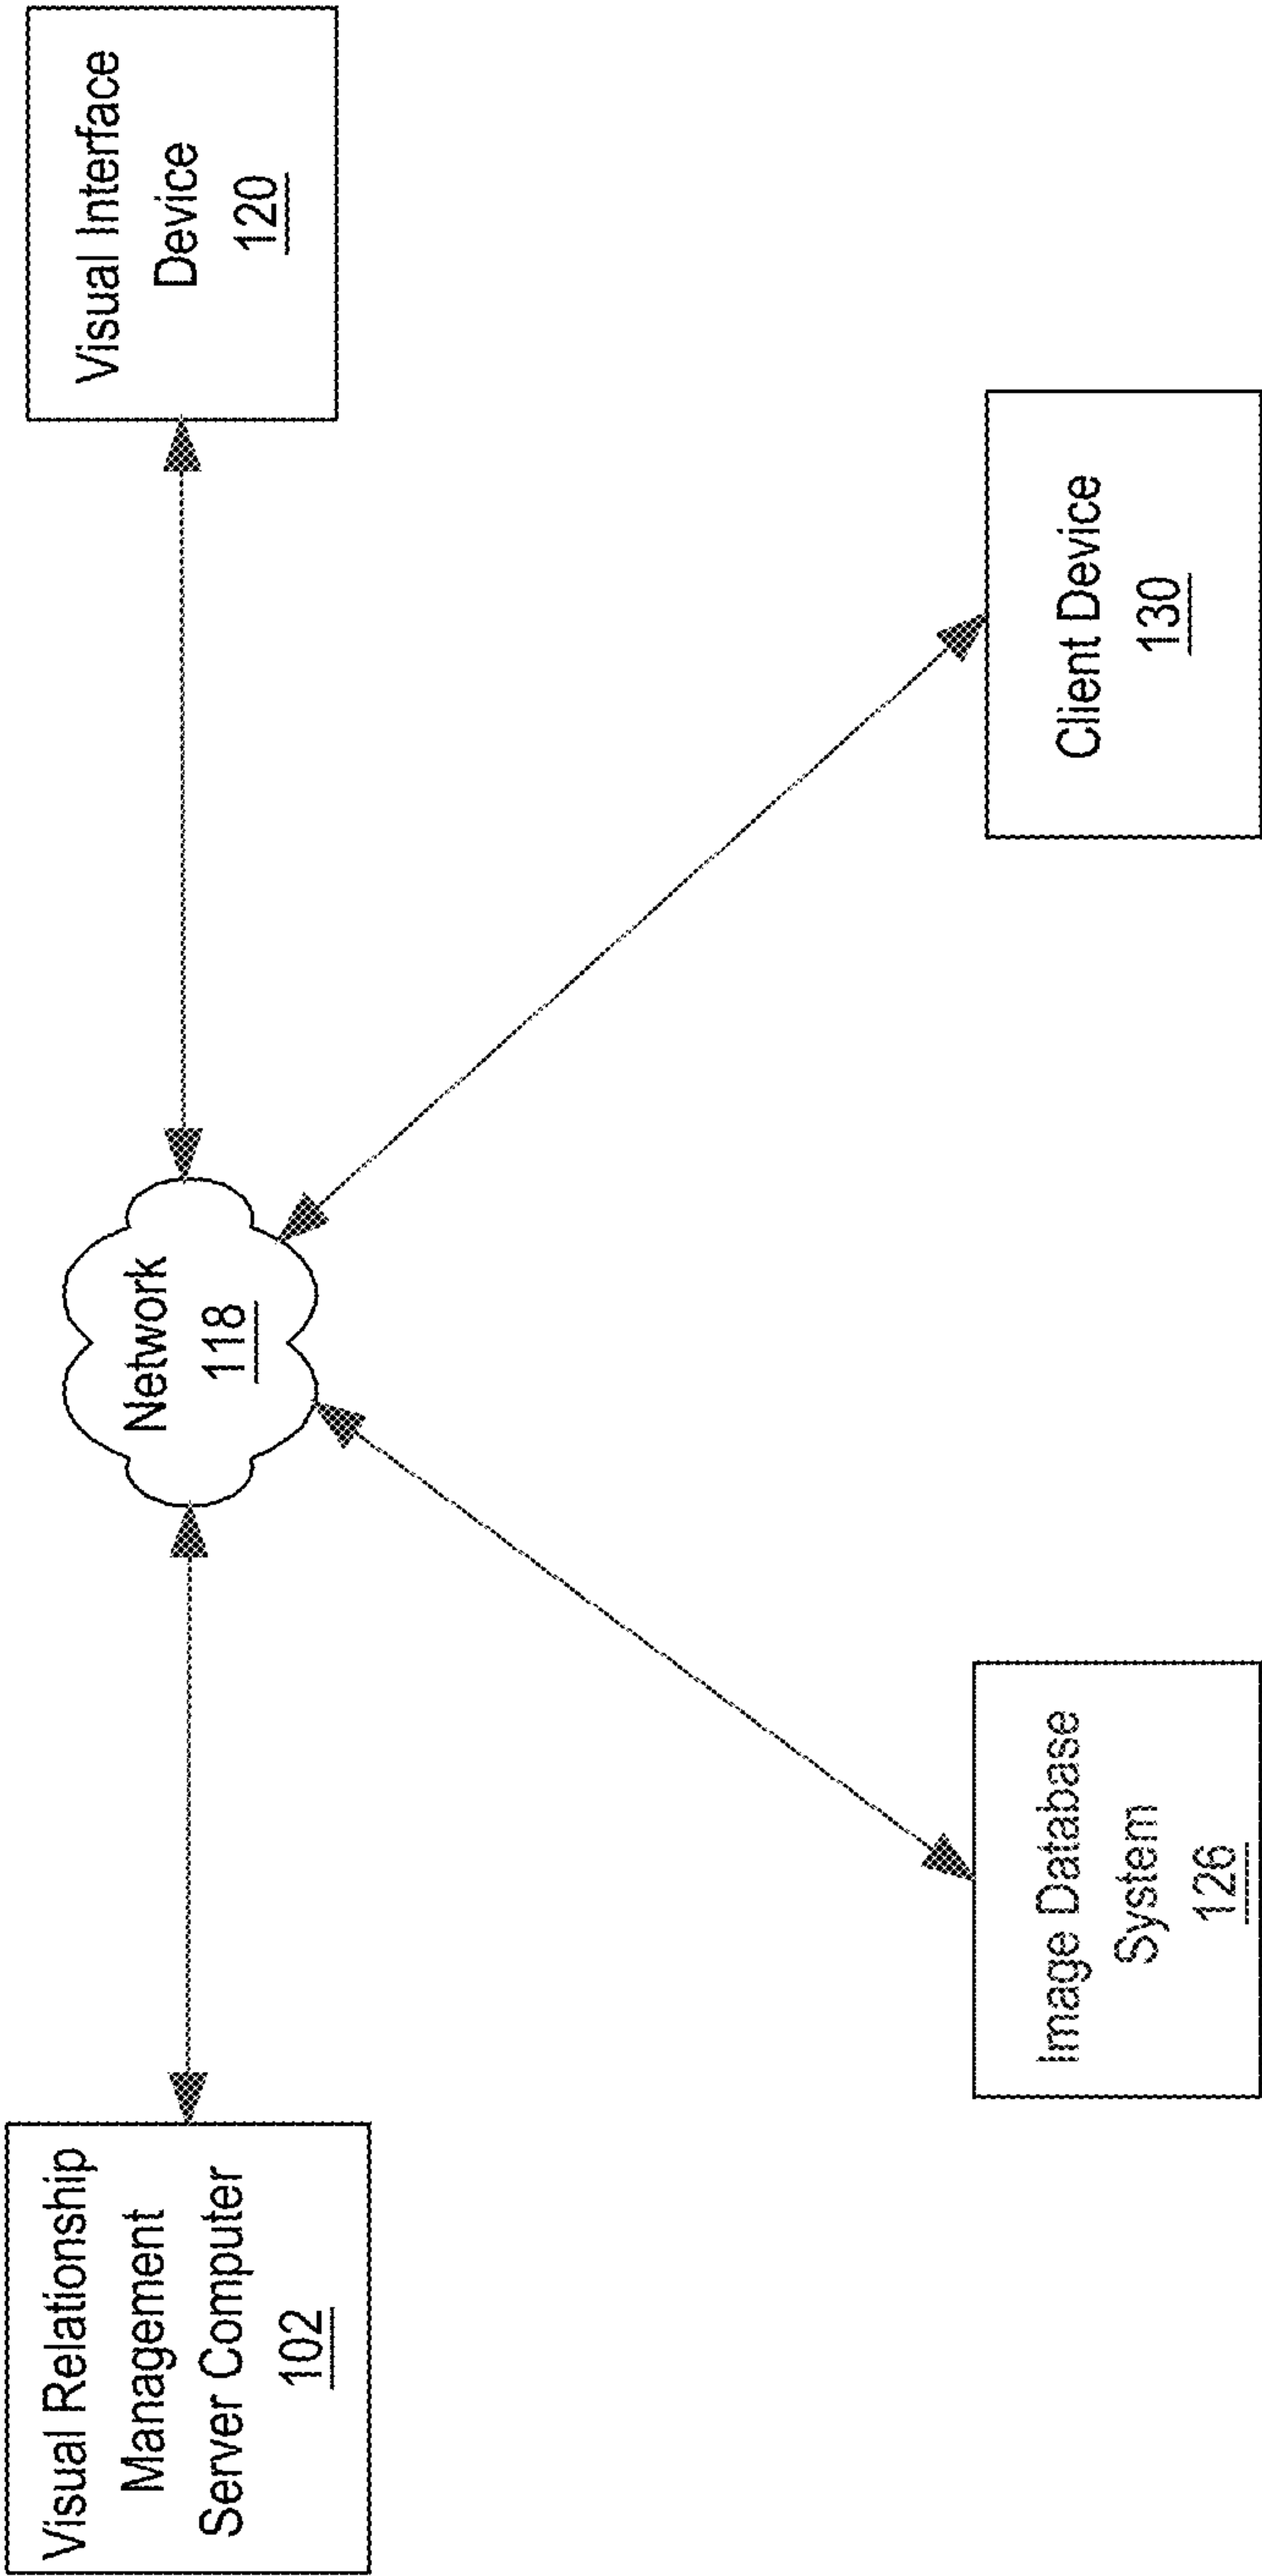 Visual Relationship
Management
Server Computer
102
Network
118
Visual Interface
Device
120
Image Database
System
126
Client Device
130